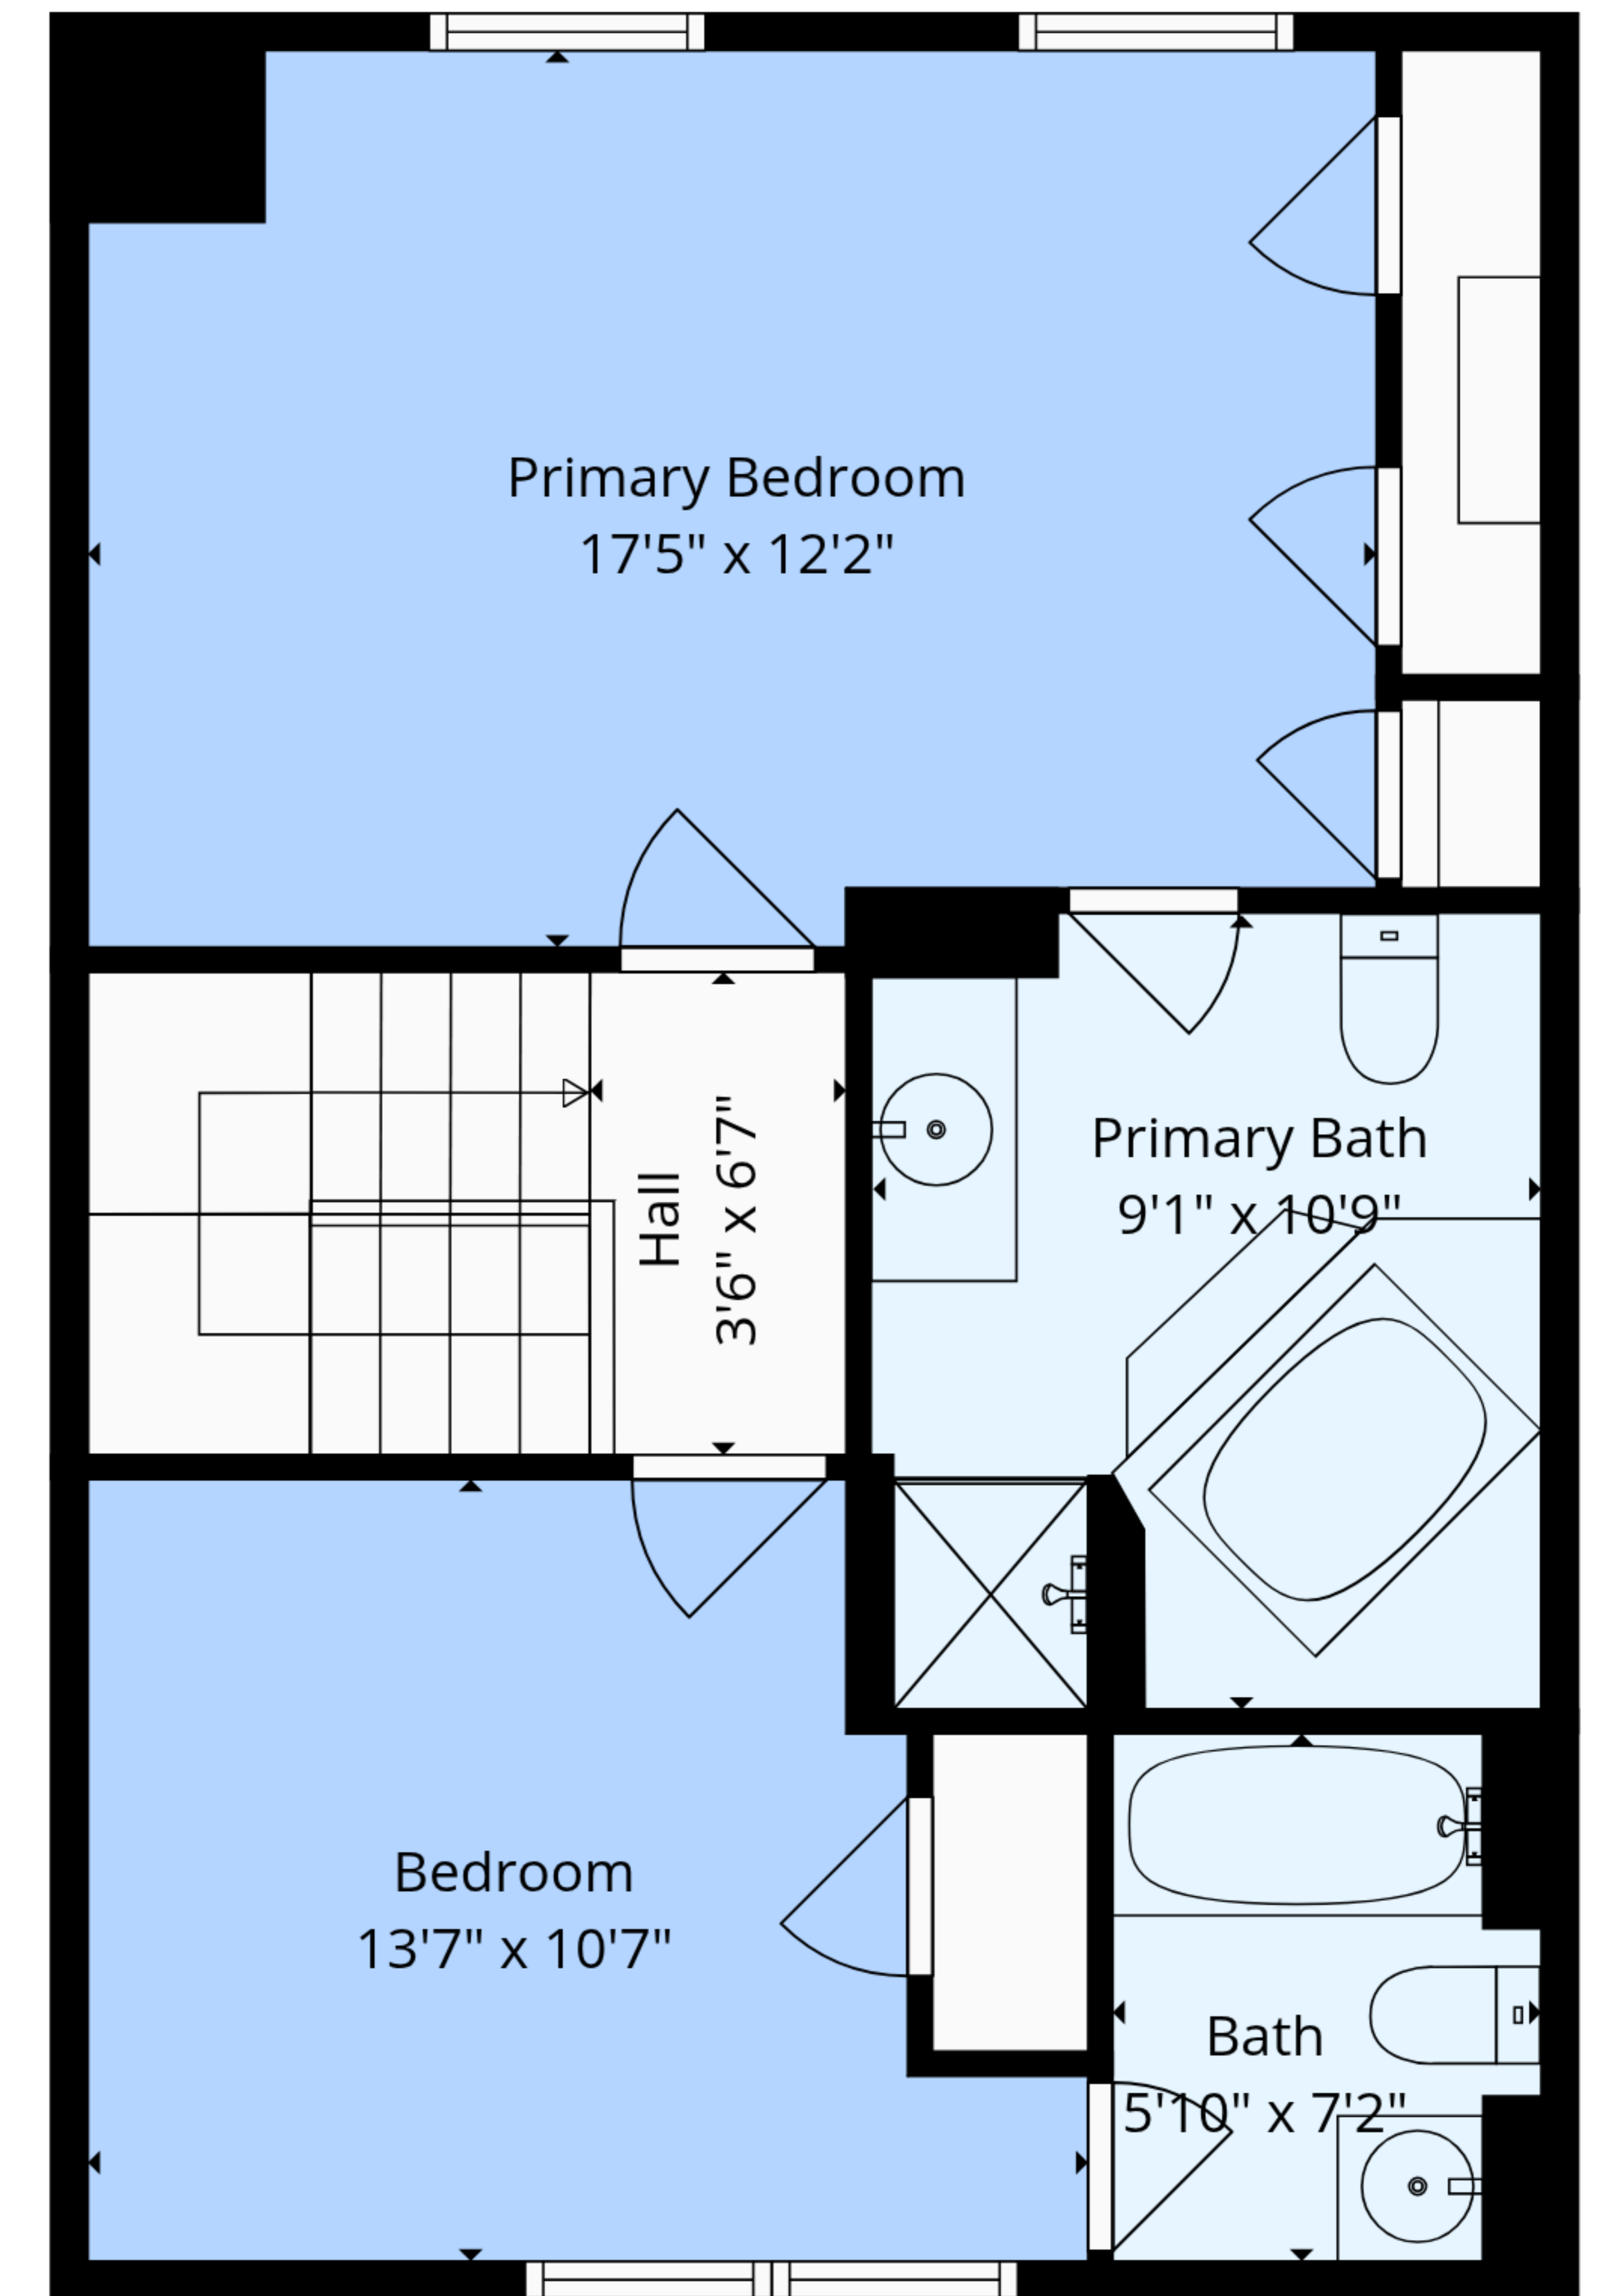 Primary Bedroom
17'5" x 12'2"
Hall
3'6" x 6'7"
Primary Bath
9'1" x 10'9"
Bedroom
13'7" x 10'7"
Bath
5'10" x 7'2"